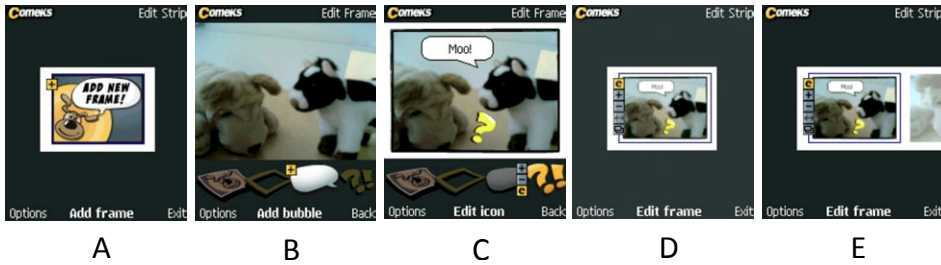 Comeks Edit Strip
ADD NEW
FRAME!
Options Add frame Exit
A
Comeks Edit Frame
Options Add bubble Back
B
Comeks Edit Frame
Moo!
?
Options Edit icon Back
C
Comeks Edit Strip
Moo!
?
Options Edit frame Exit
D
Comeks Edit Strip
Moo!
?
Options Edit frame Exit
E